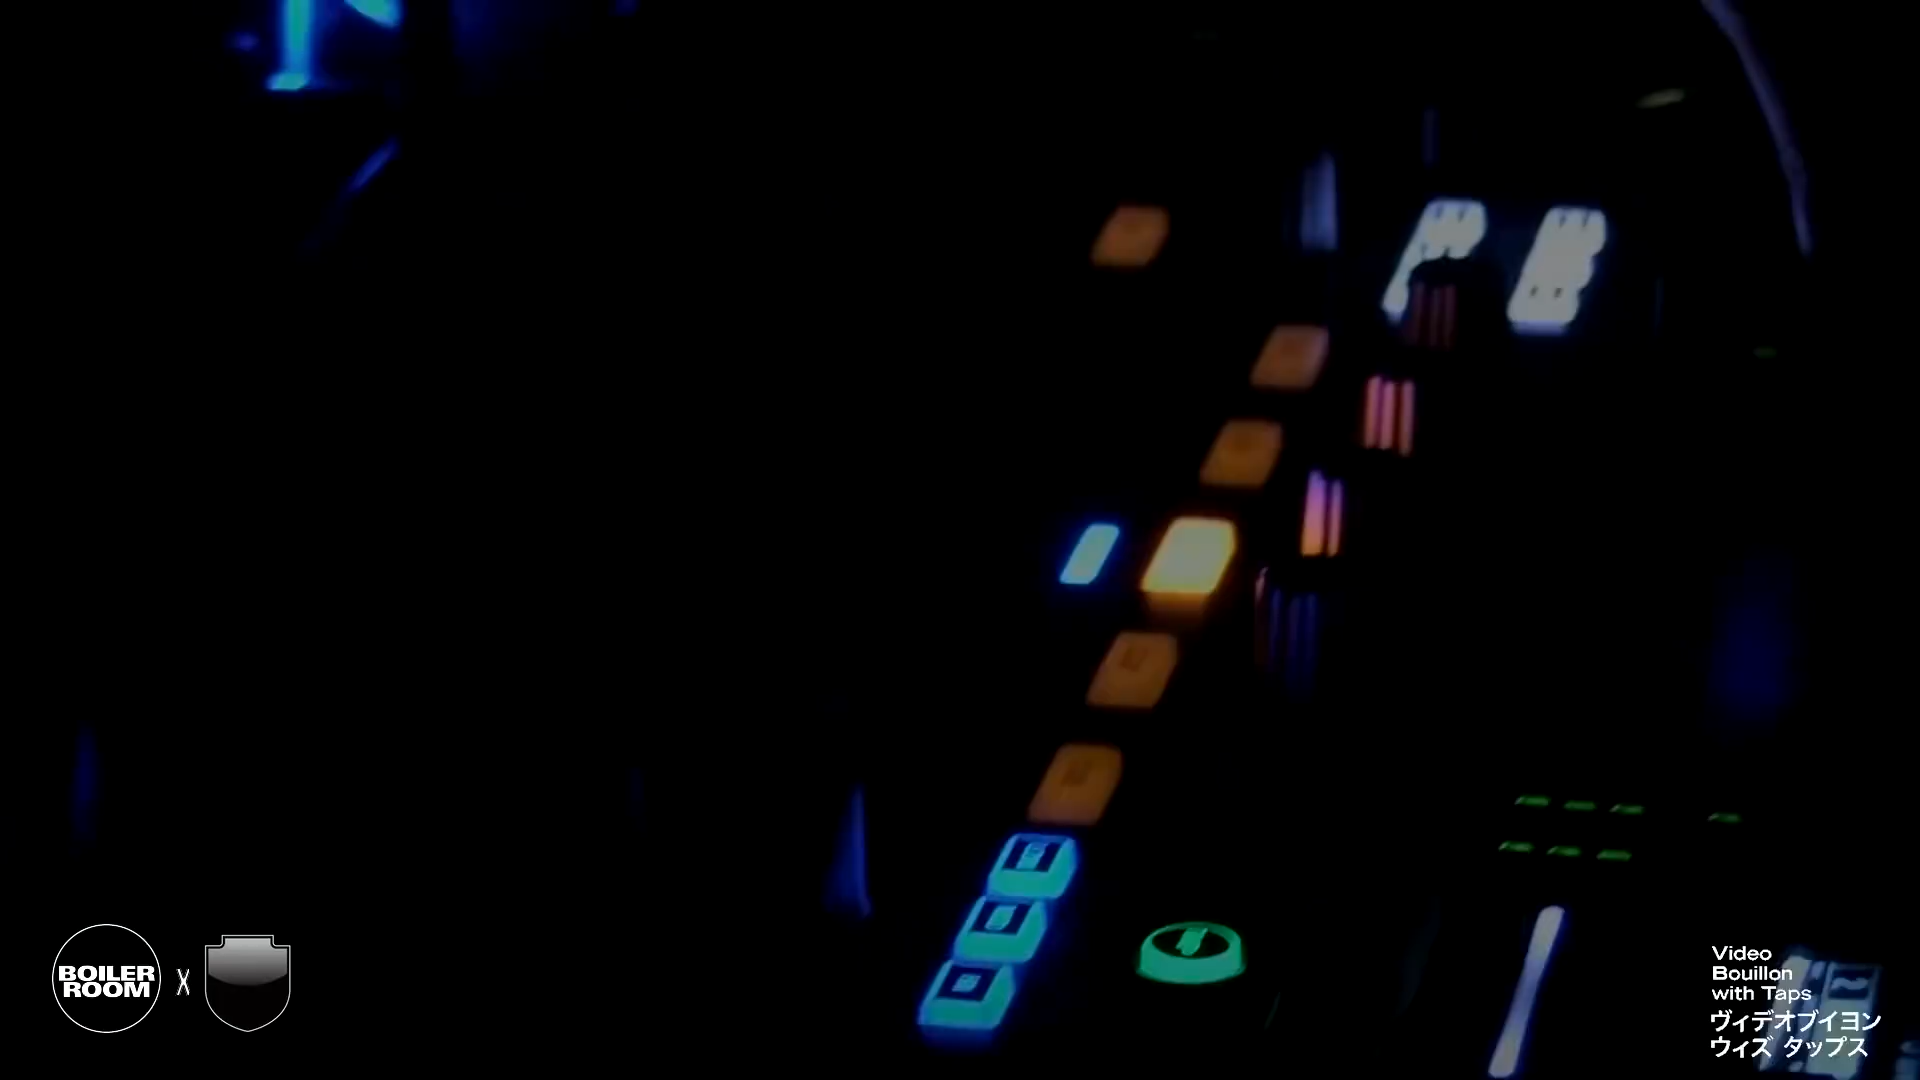 BOILER
ROOM
X
Video
Bouillon
with Taps
ヴィデオブイヨン
ウィズ タップス